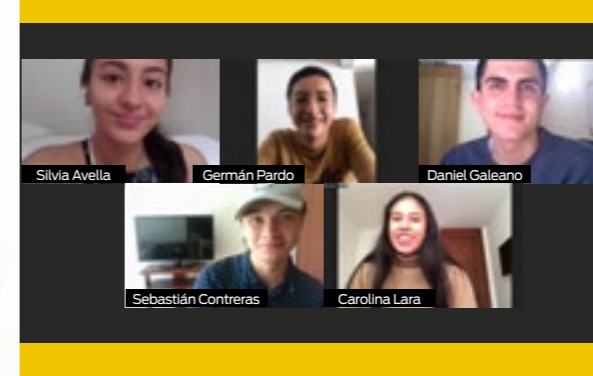 Silvia Avella
Germán Pardo
Daniel Galeano
Sebastián Contreras
Carolina Lara